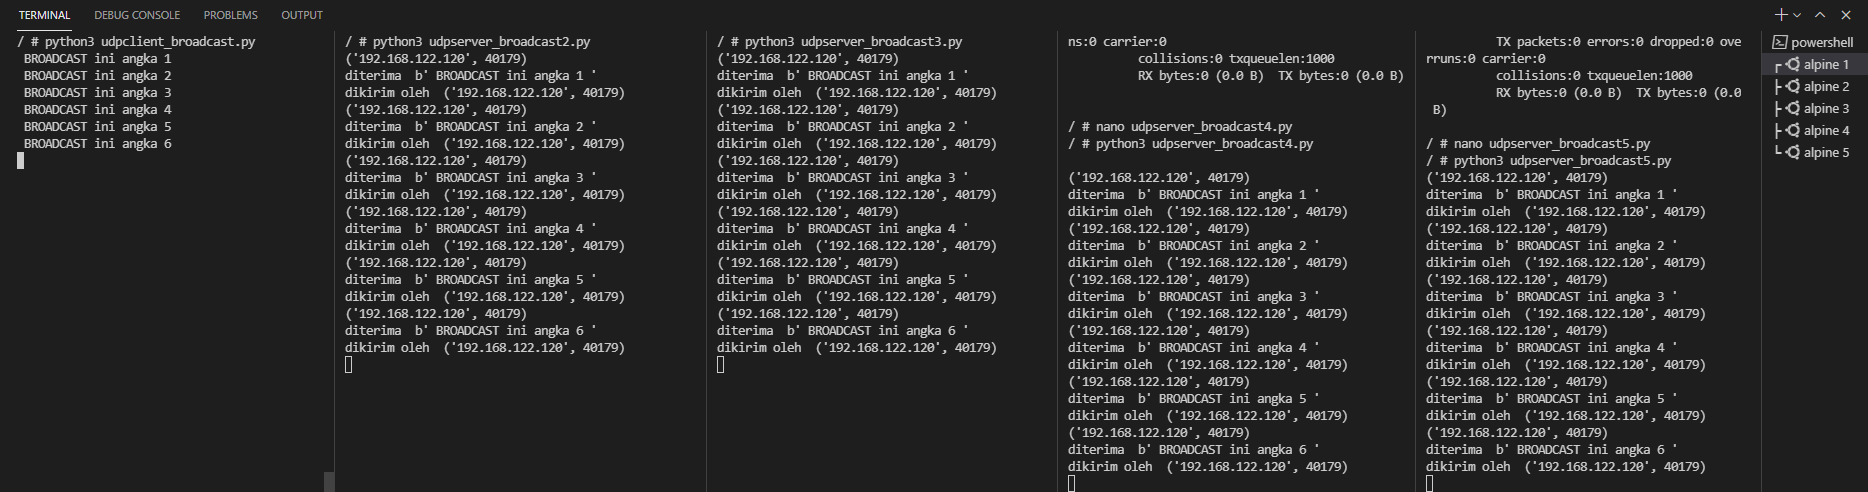 TERMINAL DEBUG CONSOLE PROBLEMS OUTPUT
/ # python3 udpclient_broadcast.py
BROADCAST ini angka 1
BROADCAST ini angka 2
BROADCAST ini angka 3
BROADCAST ini angka 4
BROADCAST ini angka 5
BROADCAST ini angka 6
/ # python3 udpserver_broadcast2.py
('192.168.122.120', 40179)
diterima  b' BROADCAST ini angka 1 '
dikirim oleh  ('192.168.122.120', 40179)
('192.168.122.120', 40179)
diterima  b' BROADCAST ini angka 2 '
dikirim oleh  ('192.168.122.120', 40179)
('192.168.122.120', 40179)
diterima  b' BROADCAST ini angka 3 '
dikirim oleh  ('192.168.122.120', 40179)
('192.168.122.120', 40179)
diterima  b' BROADCAST ini angka 4 '
dikirim oleh  ('192.168.122.120', 40179)
('192.168.122.120', 40179)
diterima  b' BROADCAST ini angka 5 '
dikirim oleh  ('192.168.122.120', 40179)
('192.168.122.120', 40179)
diterima  b' BROADCAST ini angka 6 '
dikirim oleh  ('192.168.122.120', 40179)
/ # python3 udpserver_broadcast3.py
('192.168.122.120', 40179)
diterima  b' BROADCAST ini angka 1 '
dikirim oleh  ('192.168.122.120', 40179)
('192.168.122.120', 40179)
diterima  b' BROADCAST ini angka 2 '
dikirim oleh  ('192.168.122.120', 40179)
('192.168.122.120', 40179)
diterima  b' BROADCAST ini angka 3 '
dikirim oleh  ('192.168.122.120', 40179)
('192.168.122.120', 40179)
diterima  b' BROADCAST ini angka 4 '
dikirim oleh  ('192.168.122.120', 40179)
('192.168.122.120', 40179)
diterima  b' BROADCAST ini angka 5 '
dikirim oleh  ('192.168.122.120', 40179)
('192.168.122.120', 40179)
diterima  b' BROADCAST ini angka 6 '
dikirim oleh  ('192.168.122.120', 40179)
ns:0 carrier:0
collisions:0 txqueuelen:1000
RX bytes:0 (0.0 B)  TX bytes:0 (0.0 B)
/ # nano udpserver_broadcast4.py
/ # python3 udpserver_broadcast4.py
('192.168.122.120', 40179)
diterima  b' BROADCAST ini angka 1 '
dikirim oleh  ('192.168.122.120', 40179)
('192.168.122.120', 40179)
diterima  b' BROADCAST ini angka 2 '
dikirim oleh  ('192.168.122.120', 40179)
('192.168.122.120', 40179)
diterima  b' BROADCAST ini angka 3 '
dikirim oleh  ('192.168.122.120', 40179)
('192.168.122.120', 40179)
diterima  b' BROADCAST ini angka 4 '
dikirim oleh  ('192.168.122.120', 40179)
('192.168.122.120', 40179)
diterima  b' BROADCAST ini angka 5 '
dikirim oleh  ('192.168.122.120', 40179)
('192.168.122.120', 40179)
diterima  b' BROADCAST ini angka 6 '
dikirim oleh  ('192.168.122.120', 40179)
TX packets:0 errors:0 dropped:0 ove
rruns:0 carrier:0
collisions:0 txqueuelen:1000
RX bytes:0 (0.0 B)  TX bytes:0 (0.0
B)
/ # nano udpserver_broadcast5.py
/ # python3 udpserver_broadcast5.py
('192.168.122.120', 40179)
diterima  b' BROADCAST ini angka 1 '
dikirim oleh  ('192.168.122.120', 40179)
('192.168.122.120', 40179)
diterima  b' BROADCAST ini angka 2 '
dikirim oleh  ('192.168.122.120', 40179)
('192.168.122.120', 40179)
diterima  b' BROADCAST ini angka 3 '
dikirim oleh  ('192.168.122.120', 40179)
('192.168.122.120', 40179)
diterima  b' BROADCAST ini angka 4 '
dikirim oleh  ('192.168.122.120', 40179)
('192.168.122.120', 40179)
diterima  b' BROADCAST ini angka 5 '
dikirim oleh  ('192.168.122.120', 40179)
('192.168.122.120', 40179)
diterima  b' BROADCAST ini angka 6 '
dikirim oleh  ('192.168.122.120', 40179)
powershell
alpine 1
alpine 2
alpine 3
alpine 4
alpine 5